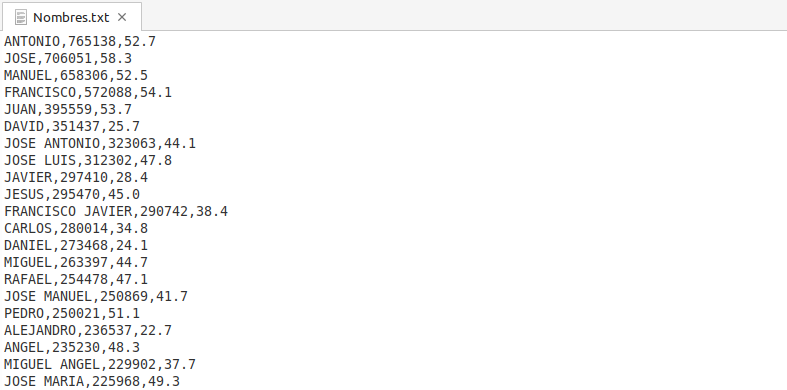 Nombres.txt
ANTONIO,765138,52.7
JOSE,706051,58.3
MANUEL,658306,52.5
FRANCISCO,572088,54.1
JUAN,395559,53.7
DAVID,351437,25.7
JOSE ANTONIO,323063,44.1
JOSE LUIS,312302,47.8
JAVIER,297410,28.4
JESUS,295470,45.0
FRANCISCO JAVIER,290742,38.4
CARLOS,280014,34.8
DANIEL,273468,24.1
MIGUEL,263397,44.7
RAFAEL,254478,47.1
JOSE MANUEL,250869,41.7
PEDRO,250021,51.1
ALEJANDRO,236537,22.7
ANGEL,235230,48.3
MIGUEL ANGEL,229902,37.7
JOSE MARIA,225968,49.3